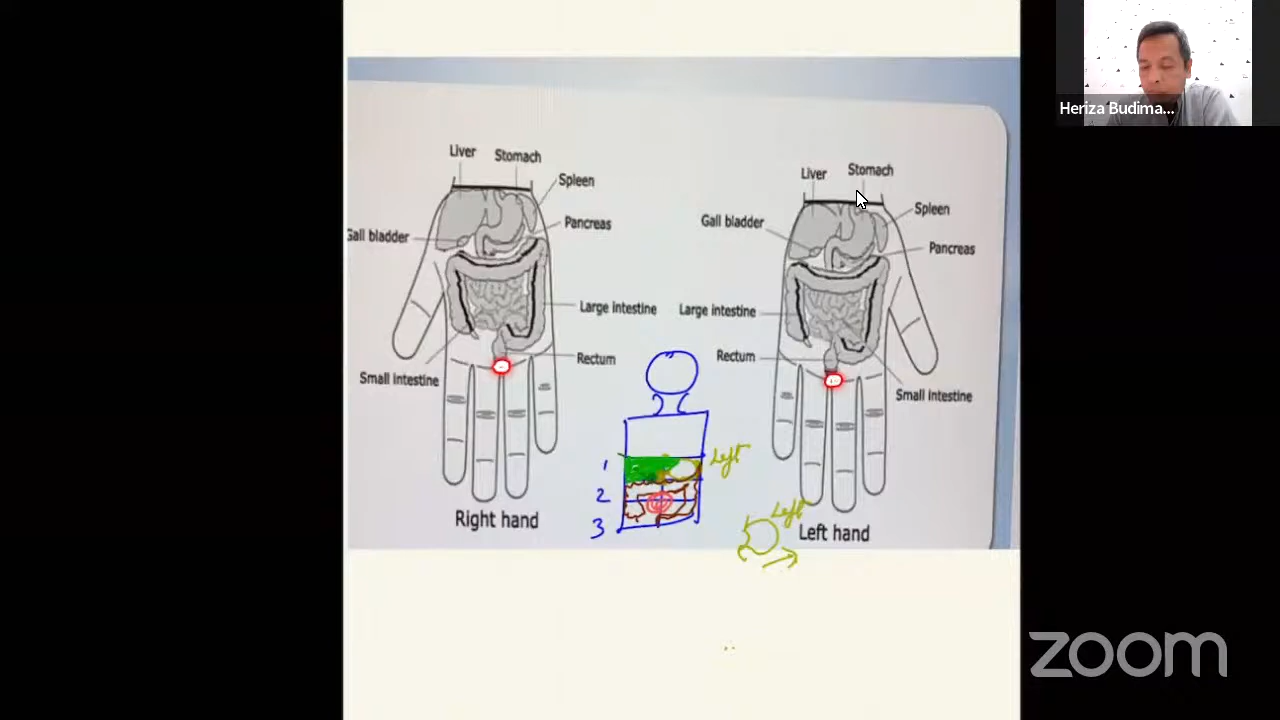 Heriza Budima...
Liver
Stomach
Spleen
Gall bladder
Pancreas
Large intestine
Rectum
Small intestine
Right hand
Liver
Stomach
Gall bladder
Spleen
Pancreas
Large intestine
Rectum
Small intestine
Left hand
1
Left
2
3
Left
zoom